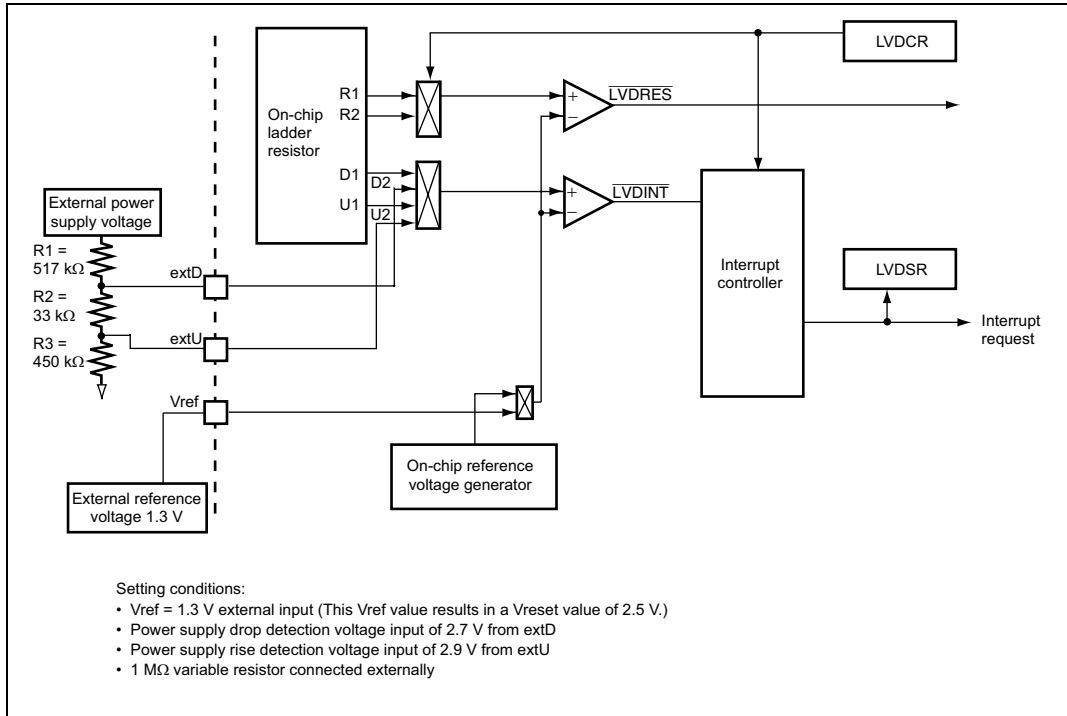 LVDCR
On-chip
ladder
resistor
R1
R2
D1
D2
U1
U2
+
−
LVDRES
+
−
LVDINT
External power
supply voltage
R1 =
517 kΩ
R2 =
33 kΩ
R3 =
450 kΩ
extD
extU
Vref
Interrupt
controller
LVDSR
Interrupt
request
On-chip reference
voltage generator
External reference
voltage 1.3 V
Setting conditions:
• Vref = 1.3 V external input (This Vref value results in a Vreset value of 2.5 V.)
• Power supply drop detection voltage input of 2.7 V from extD
• Power supply rise detection voltage input of 2.9 V from extU
• 1 MΩ variable resistor connected externally